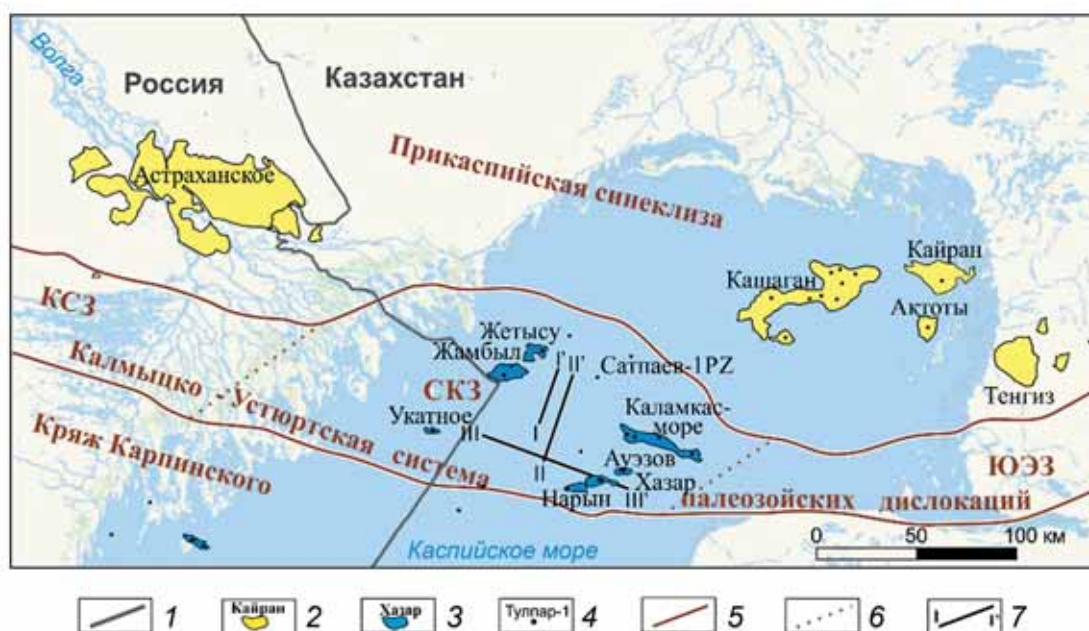 Волга
Россия
Казахстан
Прикаспийская синеклиза
Астраханское
Кайран
Кашаган
Актоты
КСЗ
Жетысу
Жамбыл
I' II'
Сатпаев-1PZ
Тенгиз
СКЗ
Каламкас-
море
Укатное
III
I
Калмыцко - Устюртская система
палеозойских дислокаций
Ауэзов
II
Хазар
ЮЭЗ
Кряж Карпинского
Нарын
III'
0 50 100 км
Каспийское море
1
Кайран 2
Хазар 3
Тулпар-1 4
5
6
I I' 7